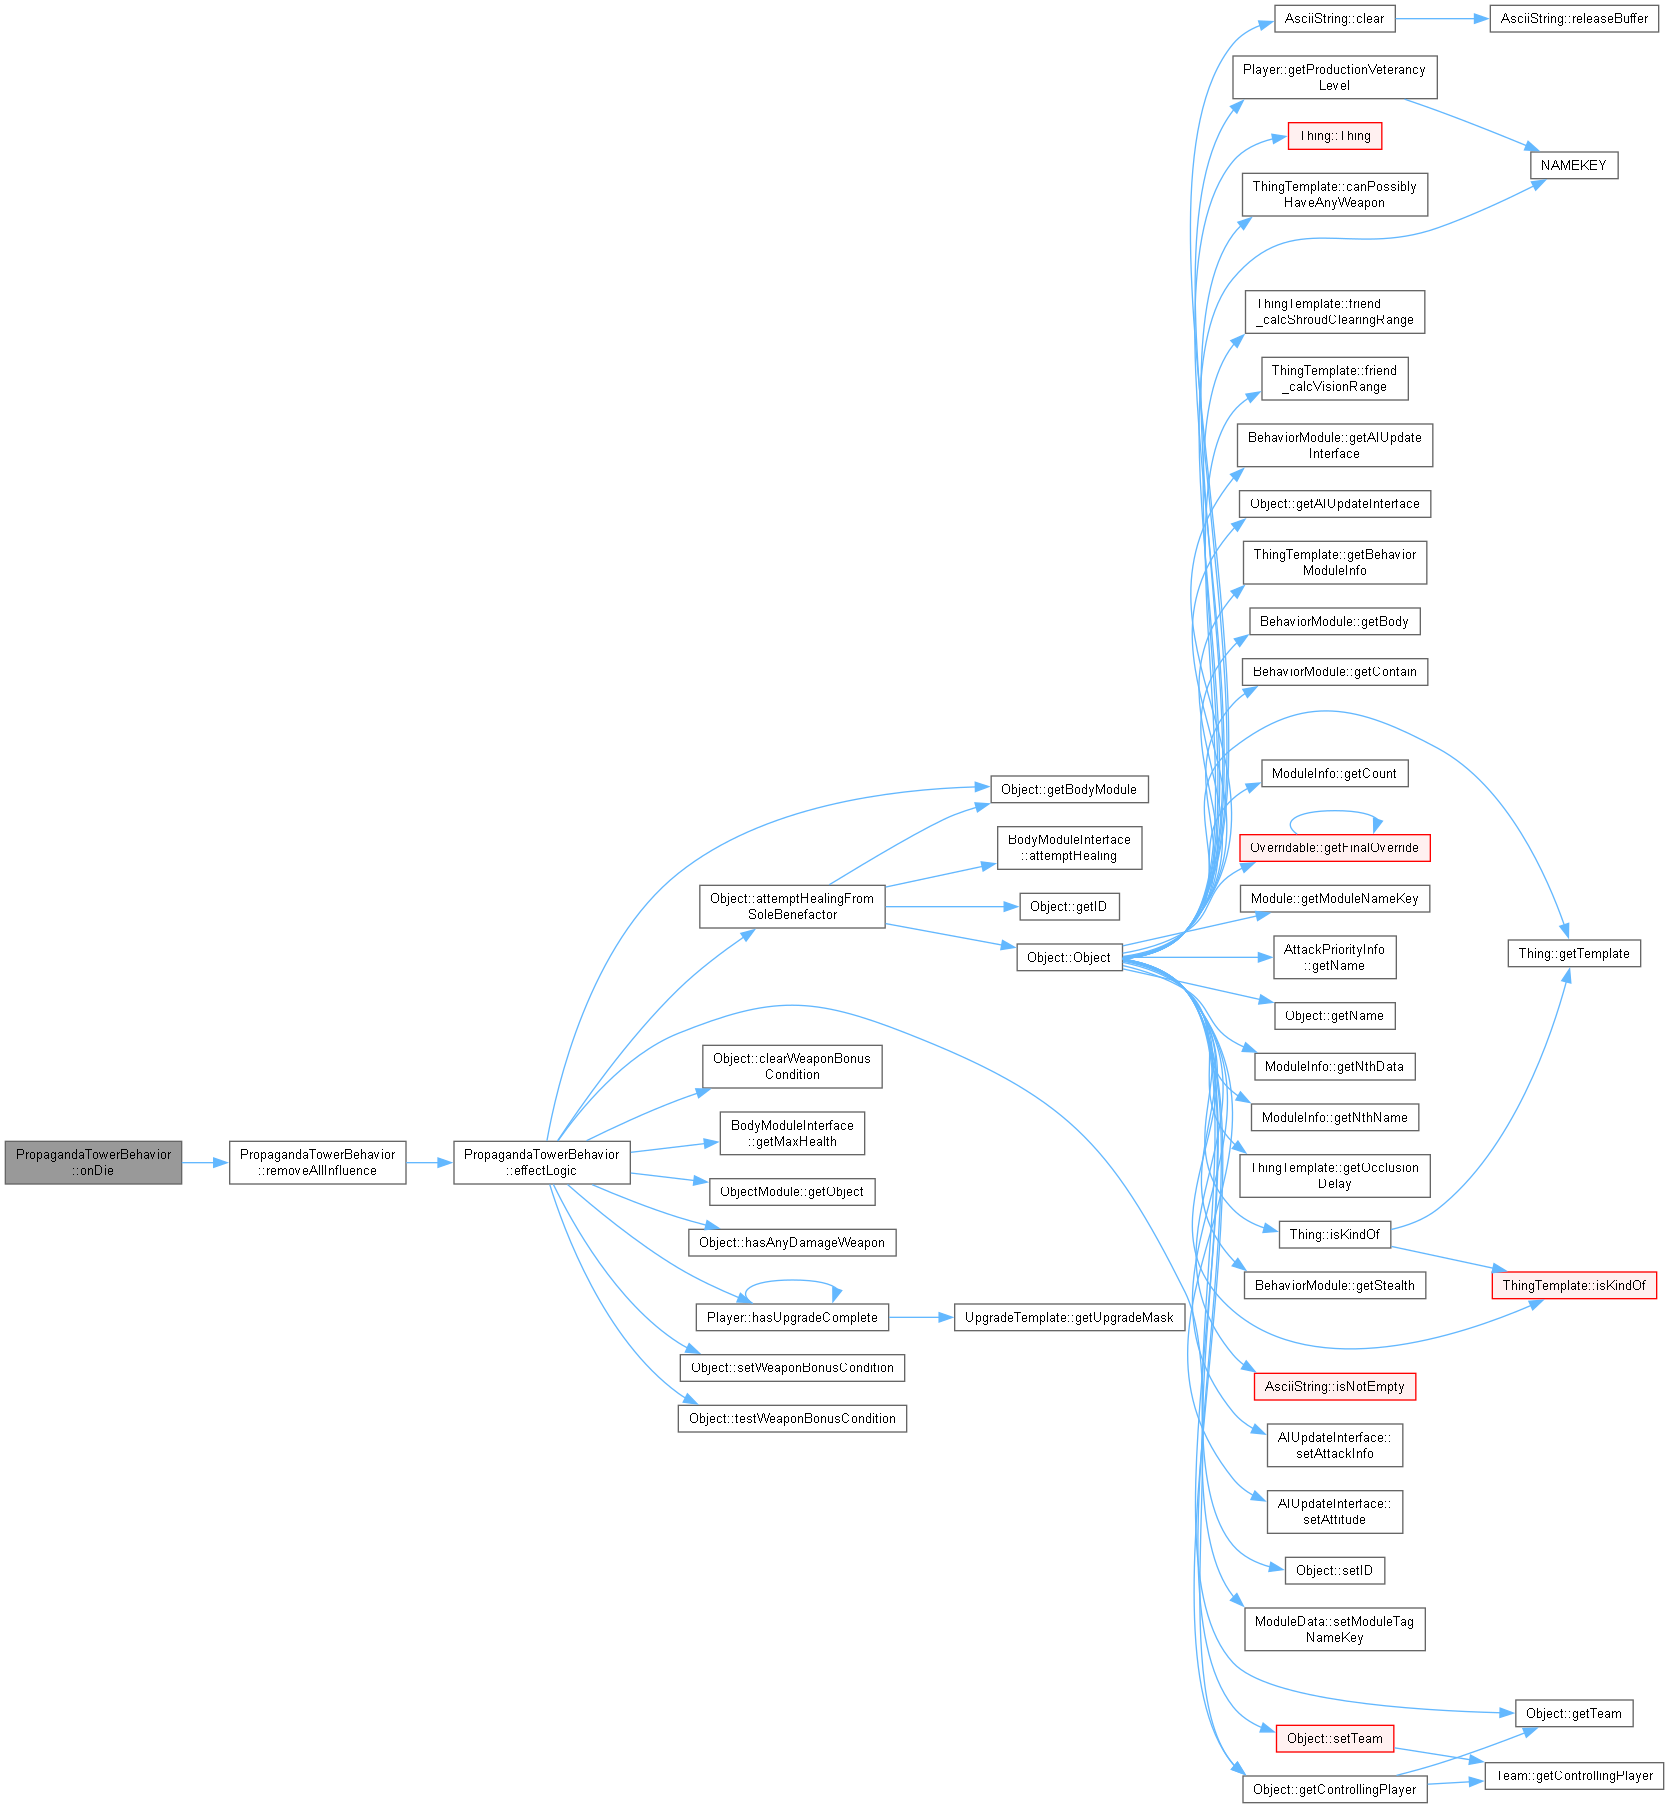 PropagandaTowerBehavior
::onDie
PropagandaTowerBehavior
::removeAllInfluence
PropagandaTowerBehavior
::effectLogic
Object::getBodyModule
BodyModuleInterface
::attemptHealing
Object::attemptHealingFrom
SoleBenefactor
Object::getID
Object::Object
Object::clearWeaponBonus
Condition
BodyModuleInterface
::getMaxHealth
ObjectModule::getObject
Object::hasAnyDamageWeapon
Player::hasUpgradeComplete
UpgradeTemplate::getUpgradeMask
Object::setWeaponBonusCondition
Object::testWeaponBonusCondition
AsciiString::clear
AsciiString::releaseBuffer
Player::getProductionVeterancy
Level
Thing::Thing
NAMEKEY
ThingTemplate::canPossibly
HaveAnyWeapon
ThingTemplate::friend
_calcShroudClearingRange
ThingTemplate::friend
_calcVisionRange
BehaviorModule::getAIUpdate
Interface
Object::getAIUpdateInterface
ThingTemplate::getBehavior
ModuleInfo
BehaviorModule::getBody
BehaviorModule::getContain
ModuleInfo::getCount
Overridable::getFinalOverride
Module::getModuleNameKey
AttackPriorityInfo
::getName
Thing::getTemplate
Object::getName
ModuleInfo::getNthData
ModuleInfo::getNthName
ThingTemplate::getOcclusion
Delay
Thing::isKindOf
BehaviorModule::getStealth
ThingTemplate::isKindOf
AsciiString::isNotEmpty
AIUpdateInterface::
setAttackInfo
AIUpdateInterface::
setAttitude
Object::setID
ModuleData::setModuleTag
NameKey
Object::getTeam
Object::setTeam
Team::getControllingPlayer
Object::getControllingPlayer